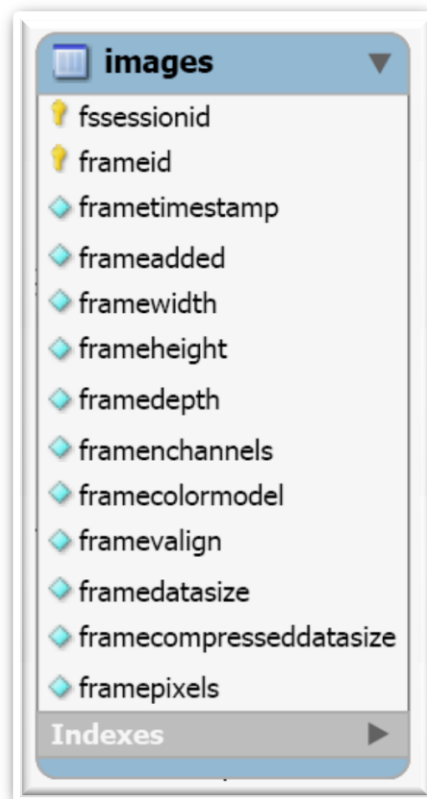 images
fssessionid
frameid
frametimestamp
frameadded
framewidth
frameheight
framedepth
framenchannels
framecolormodel
framevalign
framedatasize
framecompresseddatasize
framepixels
Indexes